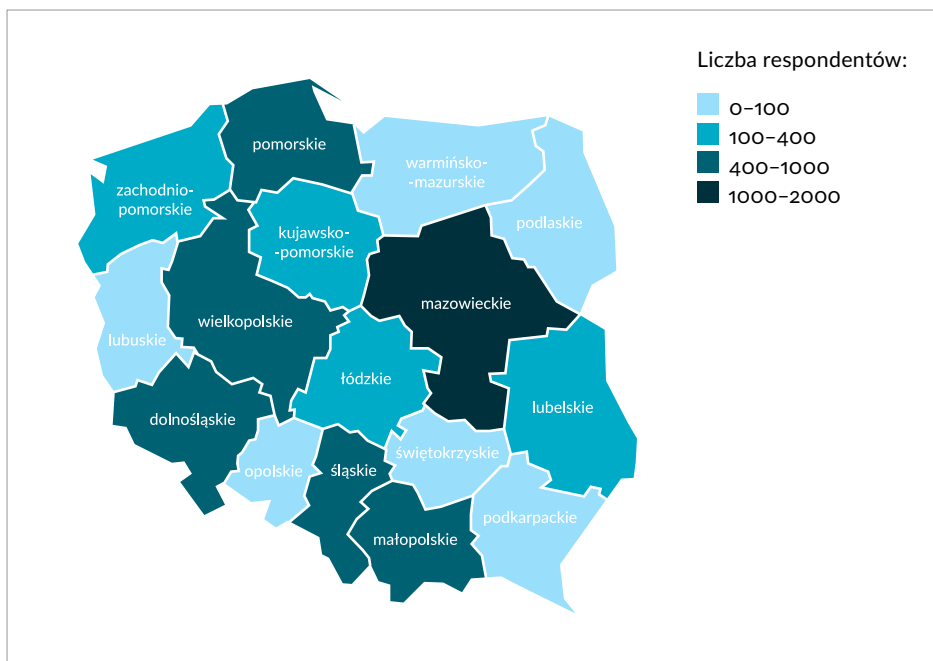 Liczba respondentów:
0–100
100–400
400–1000
1000–2000
pomorskie
warmińsko-
-mazurskie
zachodnio-
pomorskie
podlaskie
kujawsko-
-pomorskie
mazowieckie
wielkopolskie
lubuskie
łódzkie
lubelskie
dolnośląskie
świętokrzyskie
opolskie
śląskie
podkarpackie
małopolskie